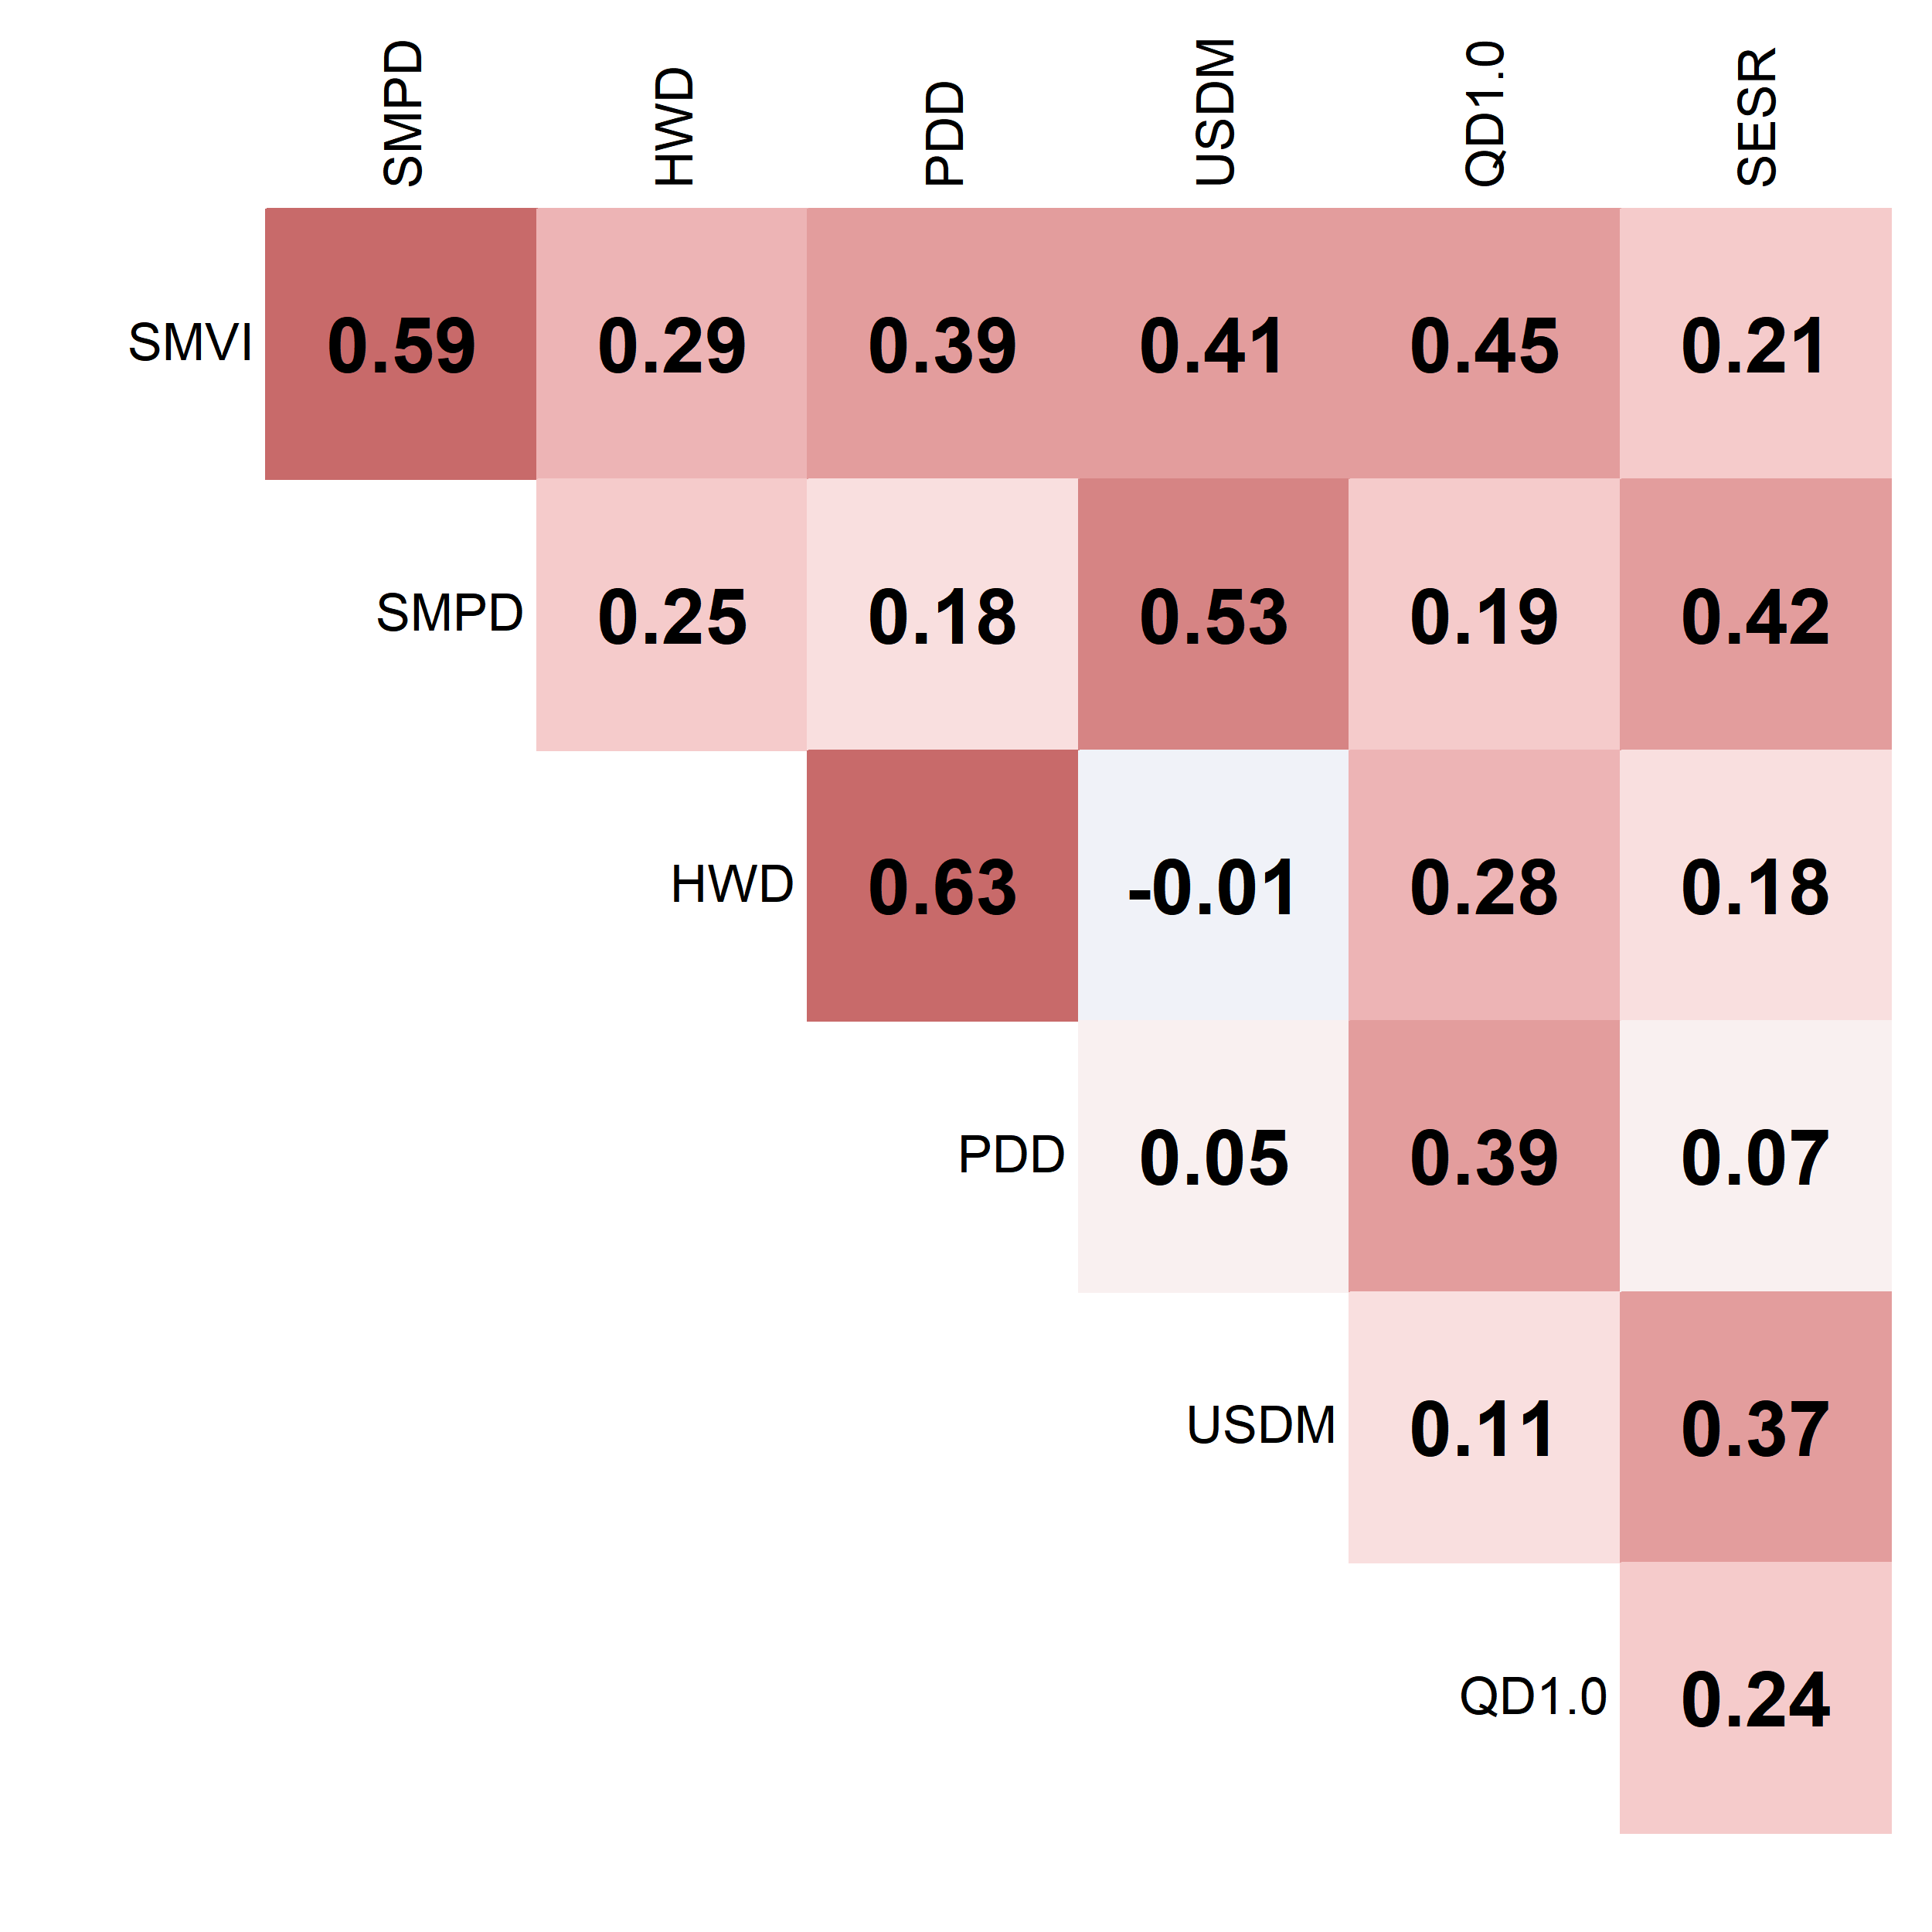 SMPD HWD PDD USDM QD1.0 SESR
SMVI 0.59 0.29 0.39 0.41 0.45 0.21
SMPD 0.25 0.18 0.53 0.19 0.42
HWD 0.63 -0.01 0.28 0.18
PDD 0.05 0.39 0.07
USDM 0.11 0.37
QD1.0 0.24